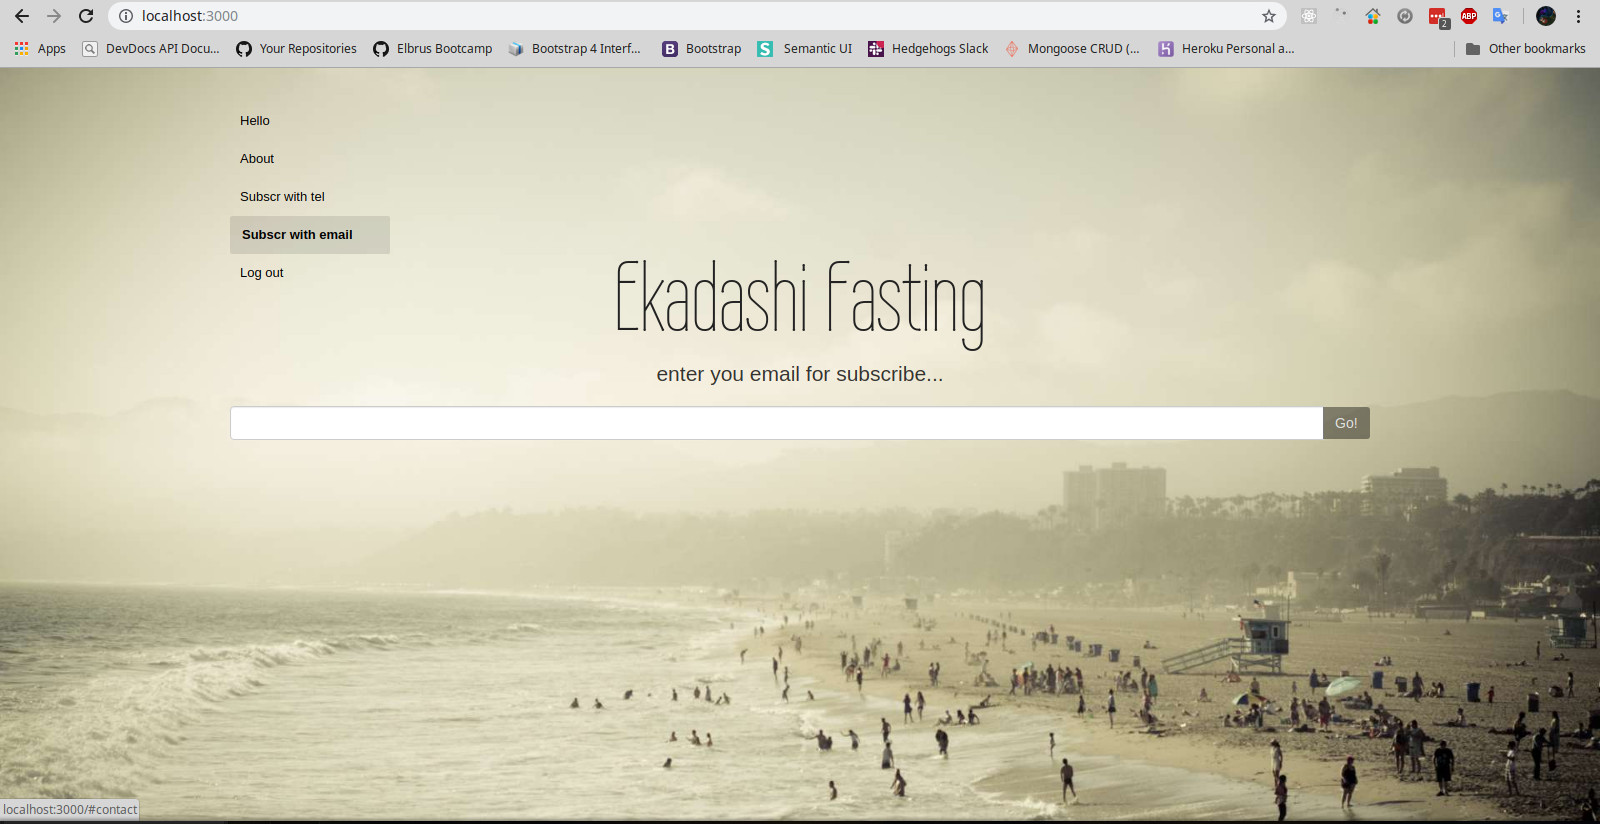 localhost:3000
2
ABP
Apps
DevDocs API Docu...
Your Repositories
Elbrus Bootcamp
Bootstrap 4 Interf...
B
Bootstrap
S
Semantic UI
Hedgehogs Slack
Mongoose CRUD (...
Heroku Personal a...
Other bookmarks
Hello
About
Subscr with tel
Subscr with email
Log out
Ekadashi Fasting
enter you email for subscribe...
Go!
localhost:3000/#contact